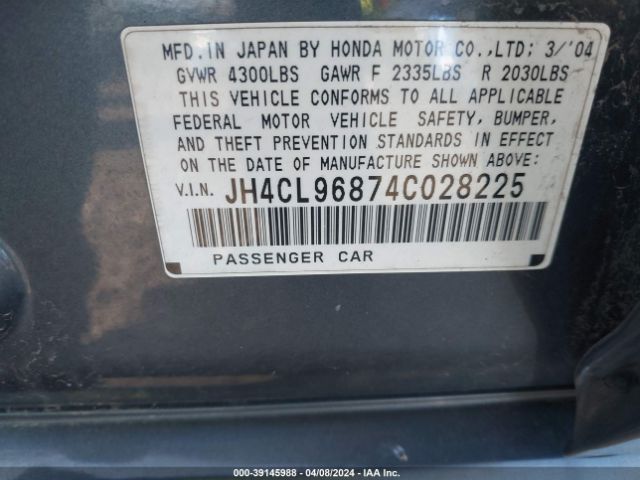 MFD. IN JAPAN BY HONDA MOTOR CO.,LTD: 3/'04
GVWR 4300LBS GAWR F 2335LBS R 2030LBS
THIS VEHICLE CONFORMS TO ALL APPLICABLE
FEDERAL MOTOR VEHICLE SAFETY, BUMPER,
AND THEFT PREVENTION STANDARDS IN EFFECT
ON THE DATE OF MANUFACTURE SHOWN ABOVE:
V.I.N. JH4CL96874C028225
PASSENGER CAR
000-39145988 - 04/08/2024 - IAAI.COM